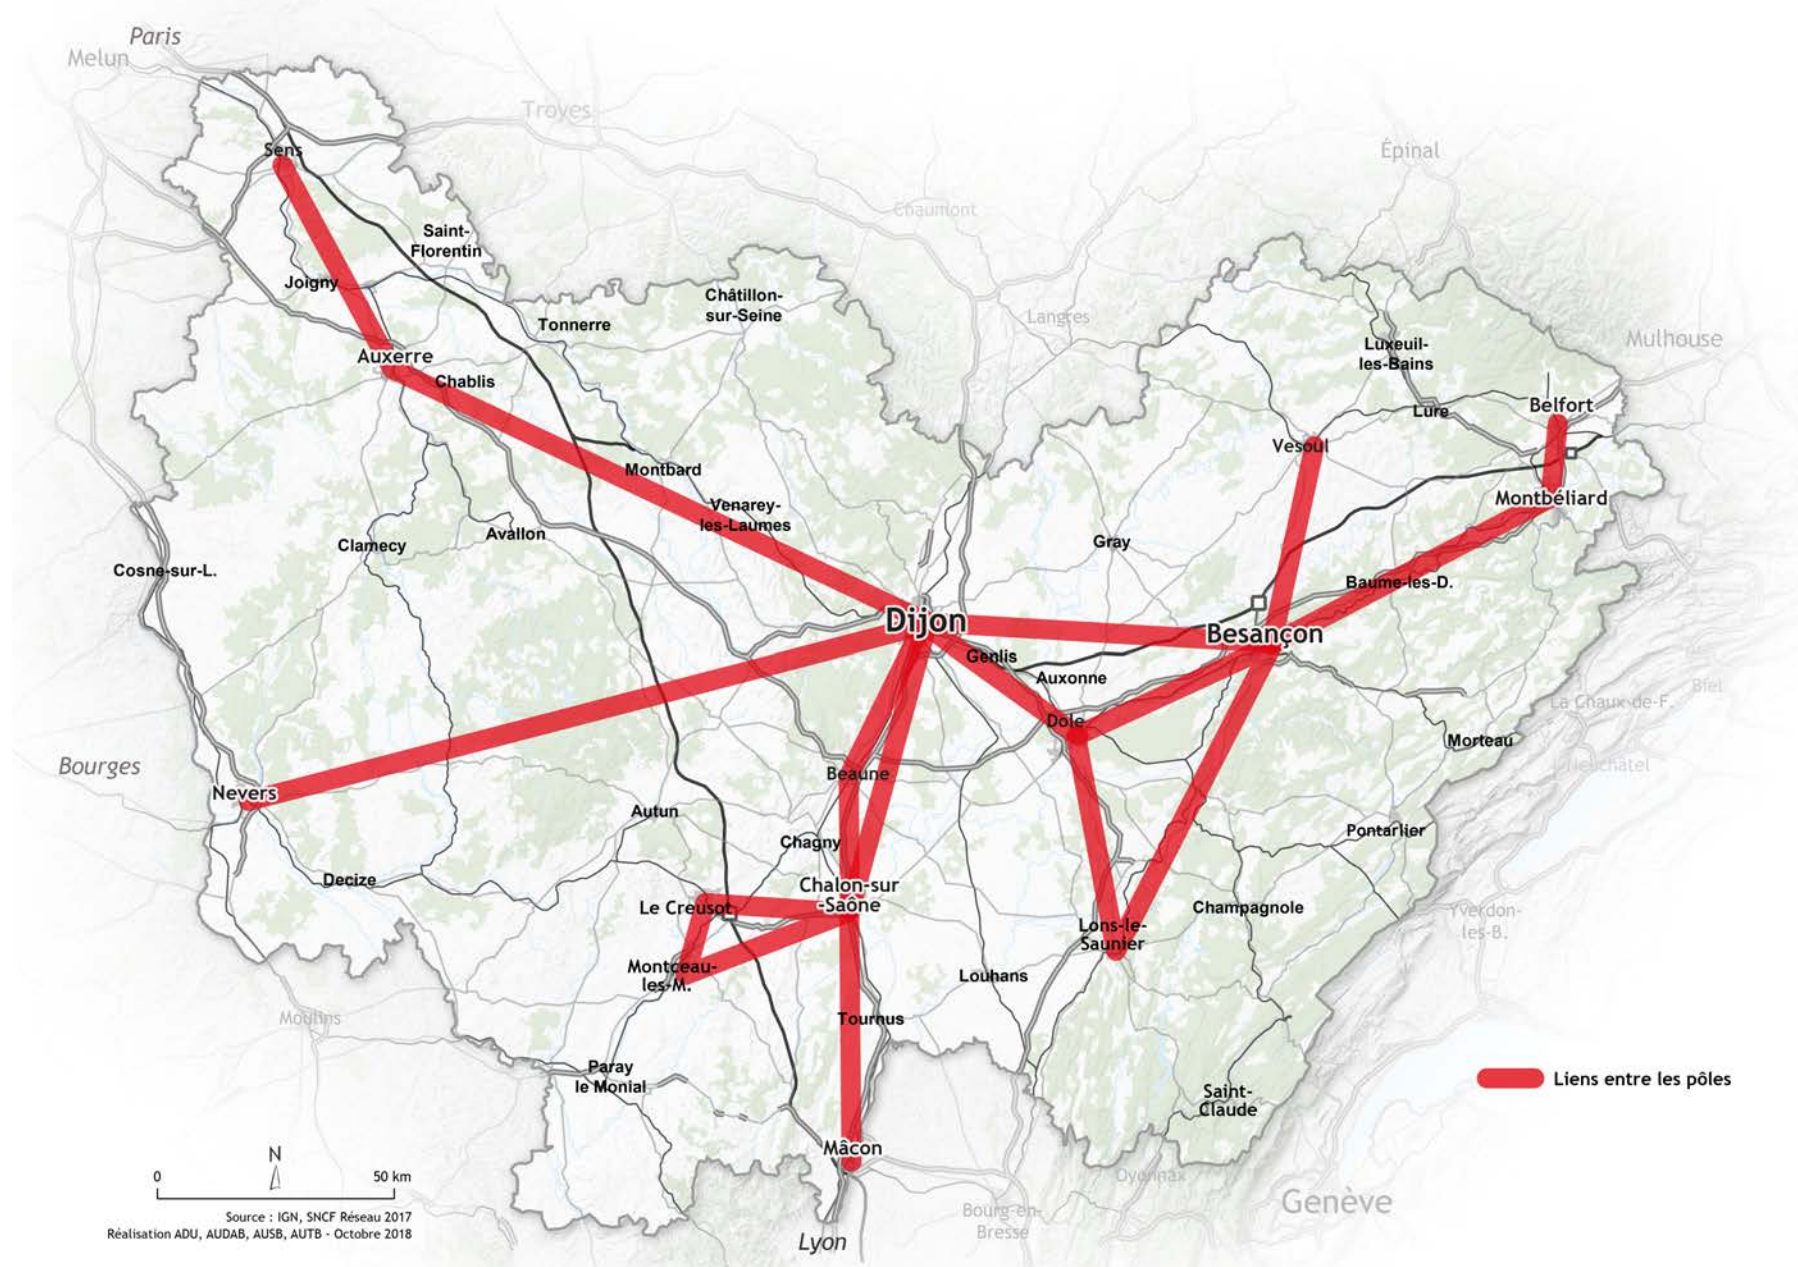 Paris
Melun
Troyes
Sens
Épinal
Chaumont
Saint-
Florentin
Joigny
Châtillon-
sur-Seine
Langres
Tonnerre
Mulhouse
Luxeuil-
les-Bains
Auxerre
Chablis
Belfort
Lure
Vesoul
Montbard
Montbéliard
Venarey-
les-Laumes
Avallon
Clamecy
Gray
Cosne-sur-L.
Baume-les-D.
Dijon
Besançon
Genlis
Auxonne
Biel
La Chaux-de-F.
Dole
Morteau
Neuchâtel
Bourges
Beaune
Nevers
Autun
Pontarlier
Chagny
Decize
Chalon-sur
-Saône
Le Creusot
Champagnole
Yverdon-
les-B.
Lons-le-
Saunier
Montceau-
les-M.
Louhans
Moulins
Tournus
Paray
le Monial
Liens entre les pôles
Saint-
Claude
Mâcon
N
0 50 km
Oyonnax
Genève
Bourg-en-
Bresse
Source : IGN, SNCF Réseau 2017
Réalisation ADU, AUDAB, AUSB, AUTB - Octobre 2018
Lyon